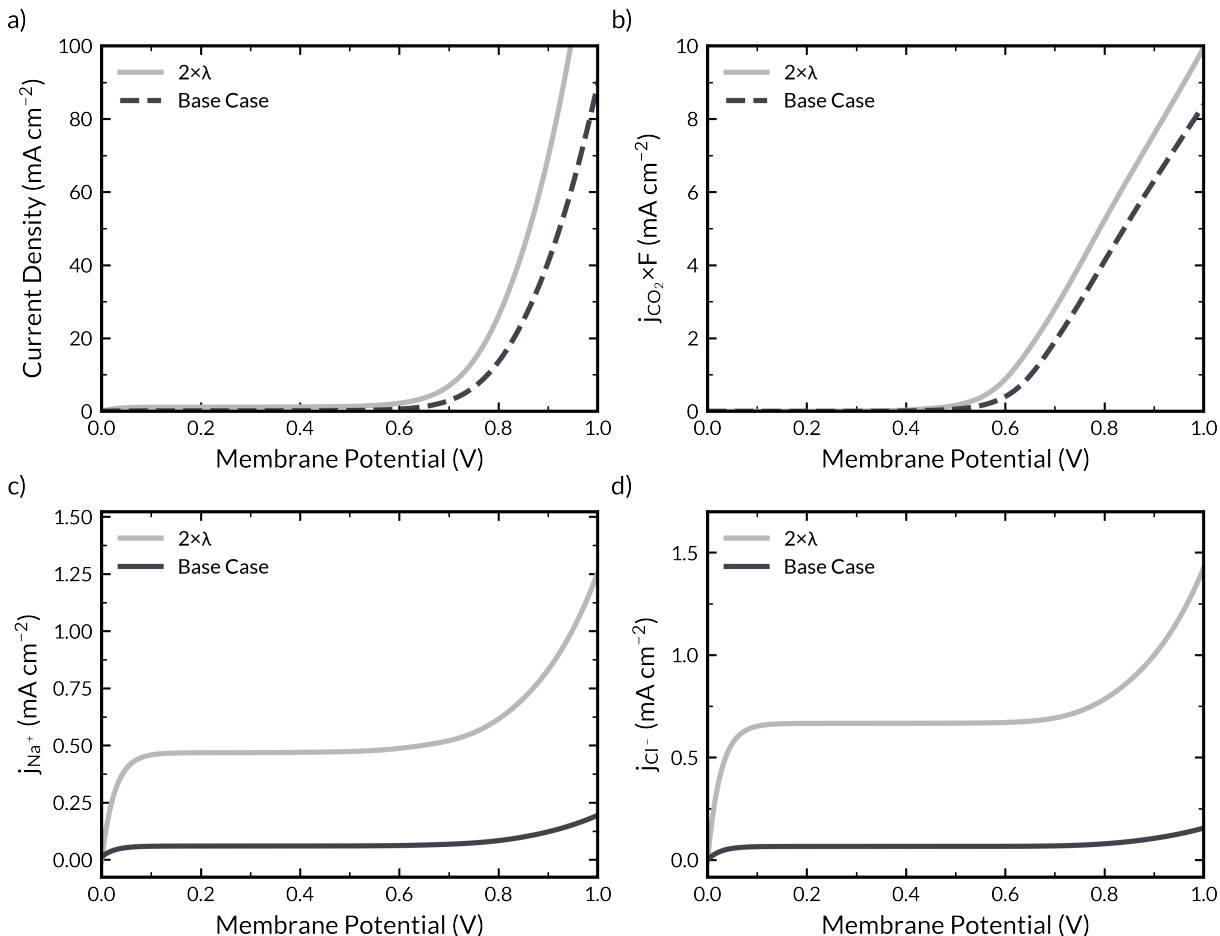 a)
100
80
60
40
20
0
Current Density (mA cm⁻²)
2×λ
Base Case
0.0 0.2 0.4 0.6 0.8 1.0
Membrane Potential (V)
b)
10
8
6
4
2
0
j_CO₂×F (mA cm⁻²)
2×λ
Base Case
0.0 0.2 0.4 0.6 0.8 1.0
Membrane Potential (V)
c)
1.50
1.25
1.00
0.75
0.50
0.25
0.00
j_Na⁺ (mA cm⁻²)
2×λ
Base Case
0.0 0.2 0.4 0.6 0.8 1.0
Membrane Potential (V)
d)
1.5
1.0
0.5
0.0
j_Cl⁻ (mA cm⁻²)
2×λ
Base Case
0.0 0.2 0.4 0.6 0.8 1.0
Membrane Potential (V)